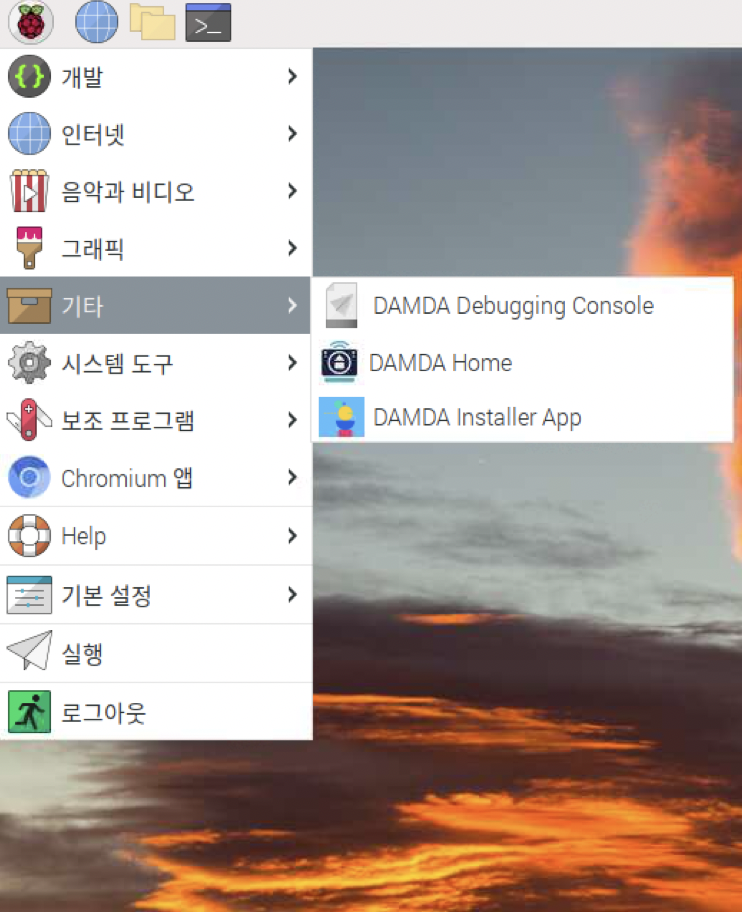 개발
인터넷
음악과 비디오
그래픽
기타
DAMDA Debugging Console
DAMDA Home
DAMDA Installer App
시스템 도구
보조 프로그램
Chromium 앱
Help
기본 설정
실행
로그아웃